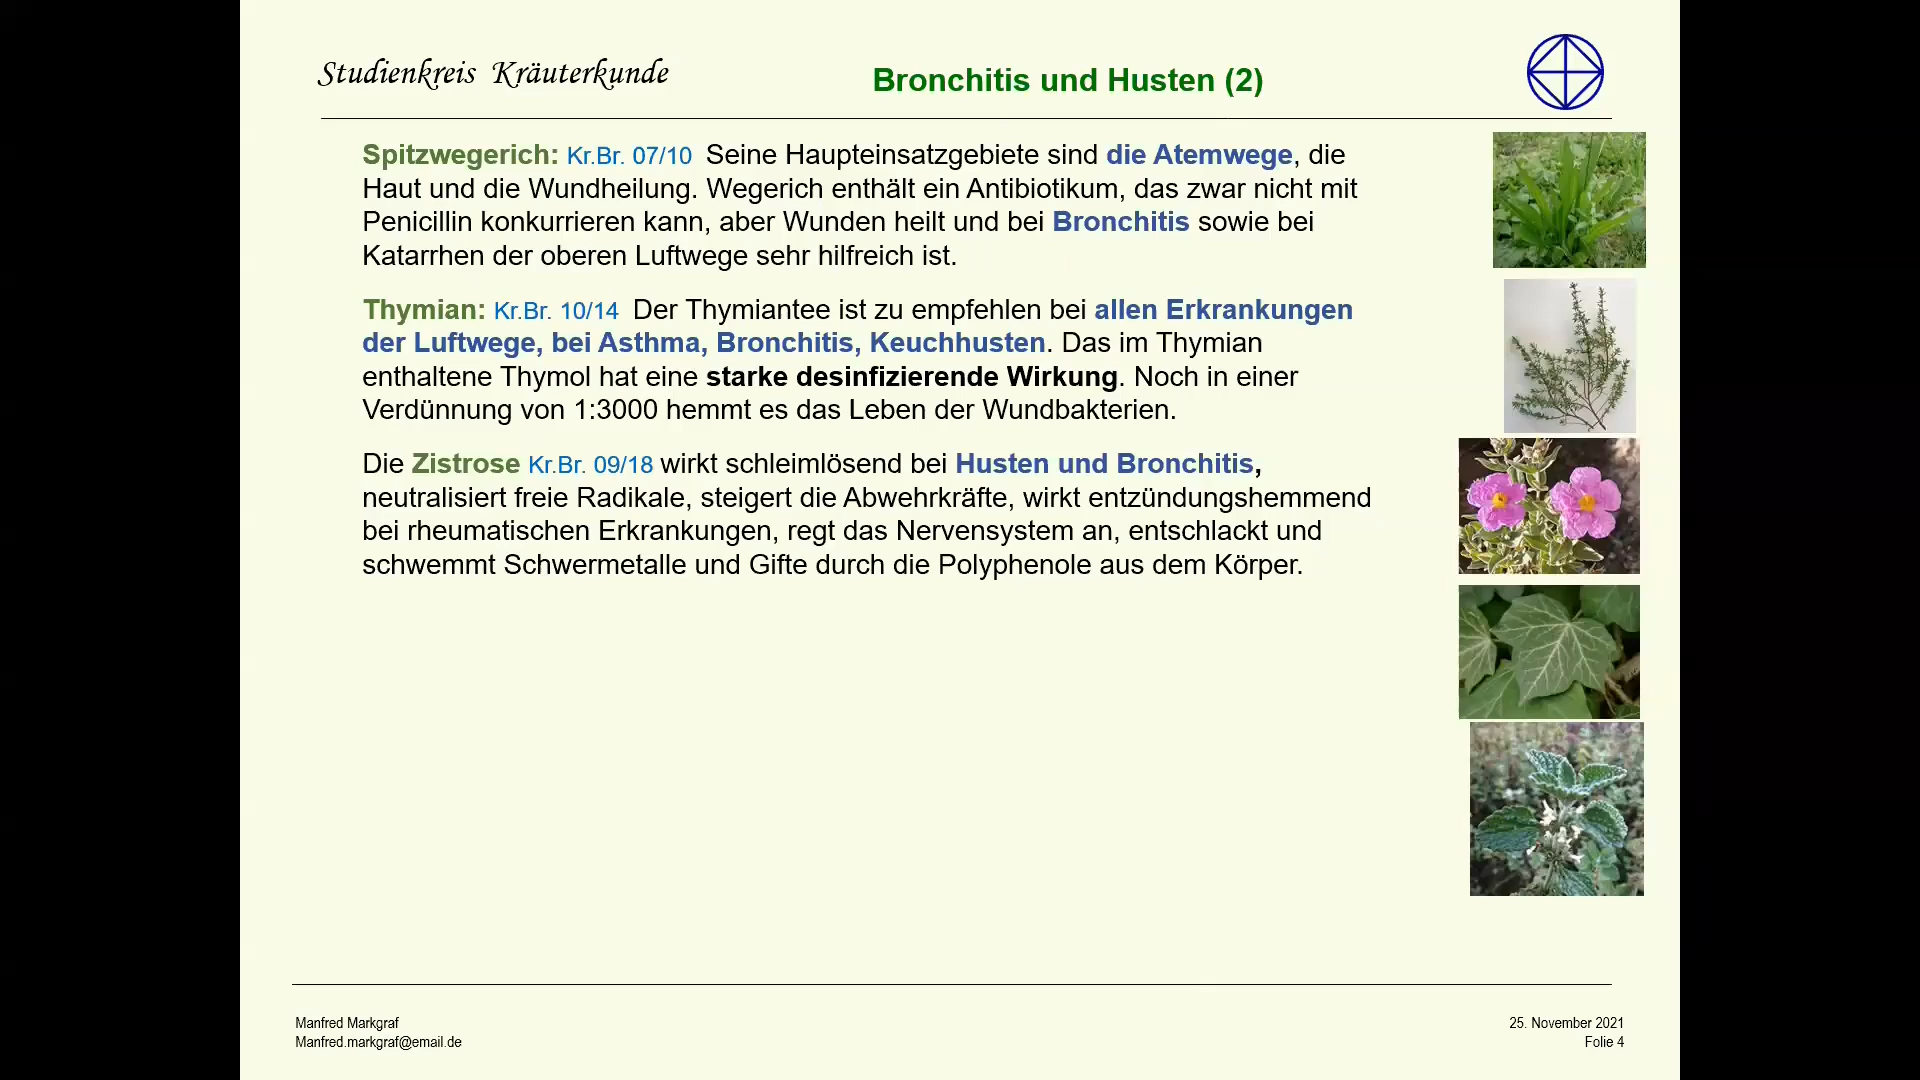 Studienkreis Kräuterkunde
Bronchitis und Husten (2)
Spitzwegerich: Kr.Br. 07/10 Seine Haupteinsatzgebiete sind die Atemwege, die
Haut und die Wundheilung. Wegerich enthält ein Antibiotikum, das zwar nicht mit
Penicillin konkurrieren kann, aber Wunden heilt und bei Bronchitis sowie bei
Katarrhen der oberen Luftwege sehr hilfreich ist.
Thymian: Kr.Br. 10/14 Der Thymiantee ist zu empfehlen bei allen Erkrankungen
der Luftwege, bei Asthma, Bronchitis, Keuchhusten. Das im Thymian
enthaltene Thymol hat eine starke desinfizierende Wirkung. Noch in einer
Verdünnung von 1:3000 hemmt es das Leben der Wundbakterien.
Die Zistrose Kr.Br. 09/18 wirkt schleimlösend bei Husten und Bronchitis,
neutralisiert freie Radikale, steigert die Abwehrkräfte, wirkt entzündungshemmend
bei rheumatischen Erkrankungen, regt das Nervensystem an, entschlackt und
schwemmt Schwermetalle und Gifte durch die Polyphenole aus dem Körper.
Manfred Markgraf
Manfred.markgraf@email.de
25. November 2021
Folie 4